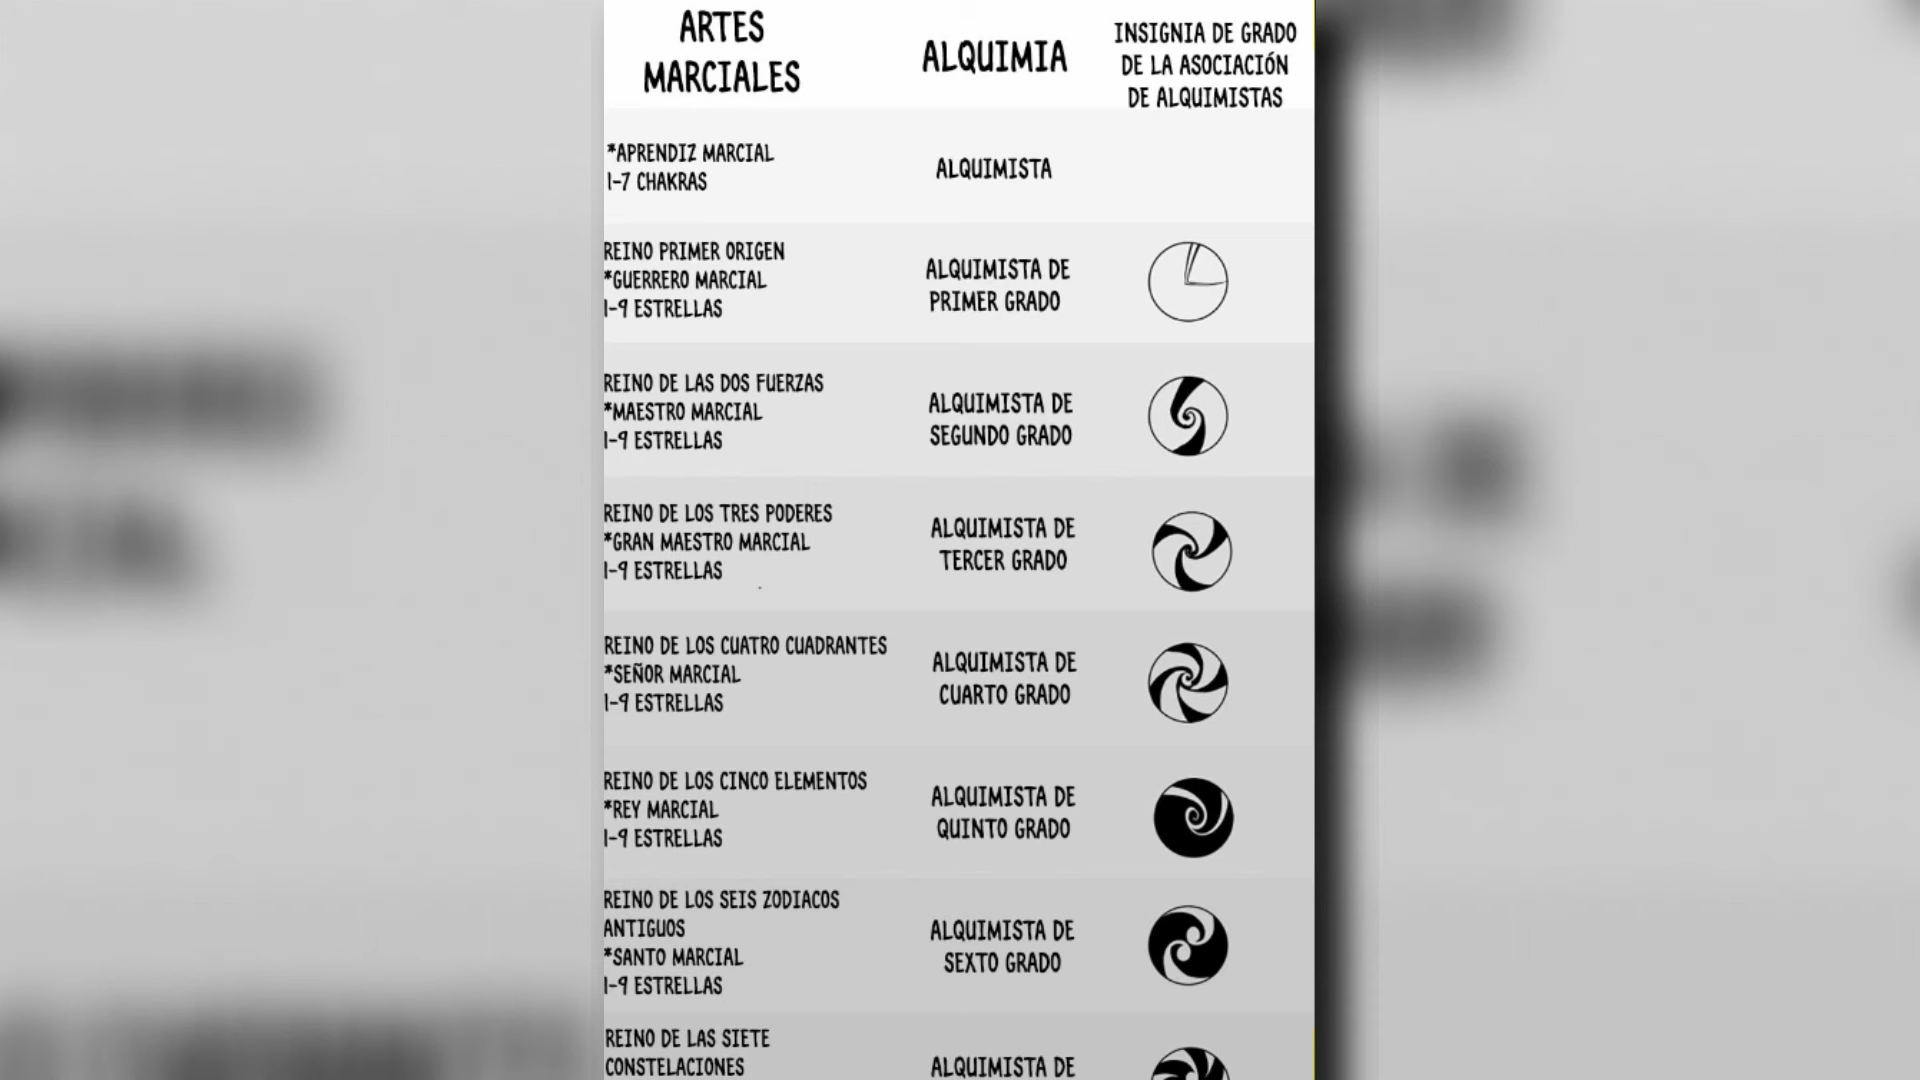 ARTES
MARCIALES
ALQUIMIA
INSIGNIA DE GRADO
DE LA ASOCIACIÓN
DE ALQUIMISTAS
*APRENDIZ MARCIAL
1-7 CHAKRAS
ALQUIMISTA
REINO PRIMER ORIGEN
*GUERRERO MARCIAL
1-9 ESTRELLAS
ALQUIMISTA DE
PRIMER GRADO
REINO DE LAS DOS FUERZAS
*MAESTRO MARCIAL
1-9 ESTRELLAS
ALQUIMISTA DE
SEGUNDO GRADO
REINO DE LOS TRES PODERES
*GRAN MAESTRO MARCIAL
1-9 ESTRELLAS
ALQUIMISTA DE
TERCER GRADO
REINO DE LOS CUATRO CUADRANTES
*SEÑOR MARCIAL
1-9 ESTRELLAS
ALQUIMISTA DE
CUARTO GRADO
REINO DE LOS CINCO ELEMENTOS
*REY MARCIAL
1-9 ESTRELLAS
ALQUIMISTA DE
QUINTO GRADO
REINO DE LOS SEIS ZODIACOS
ANTIGUOS
*SANTO MARCIAL
1-9 ESTRELLAS
ALQUIMISTA DE
SEXTO GRADO
REINO DE LAS SIETE
CONSTELACIONES
ALQUIMISTA DE